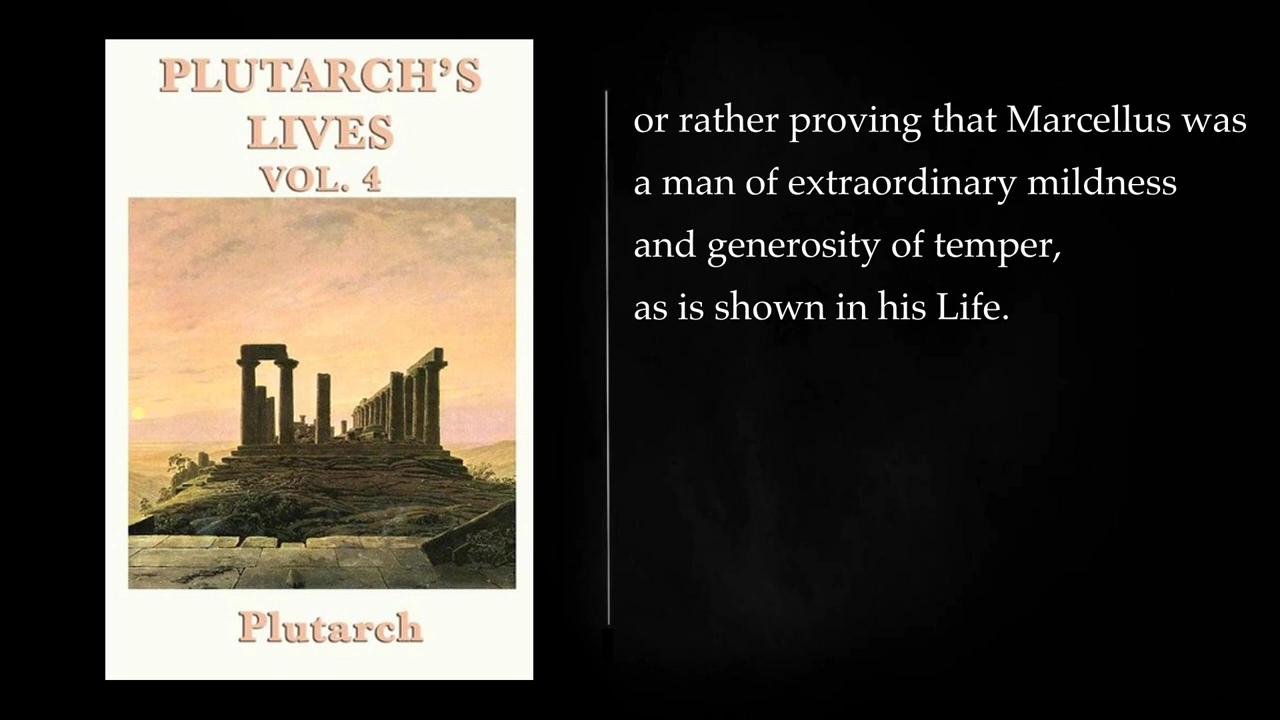 PLUTARCH'S
LIVES
VOL. 4
Plutarch
or rather proving that Marcellus was
a man of extraordinary mildness
and generosity of temper,
as is shown in his Life.